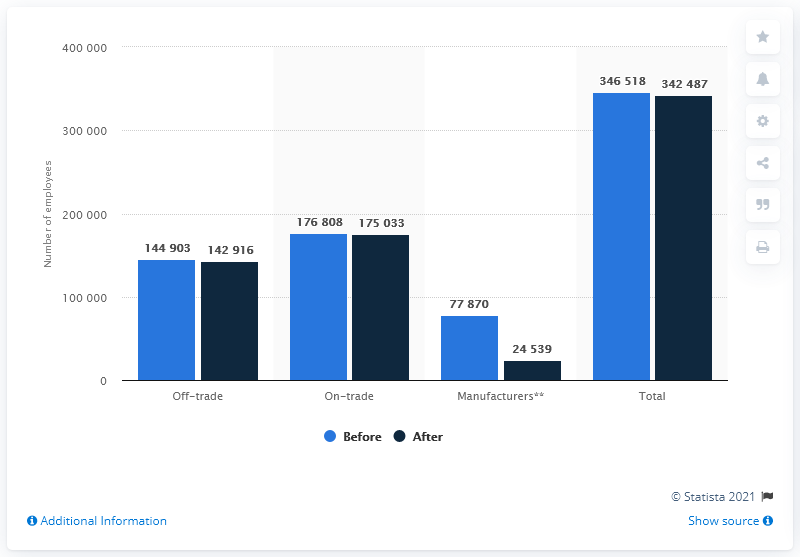 400 000
300 000
200 000
100 000
0
Number of employees
144 903
142 916
176 808
175 033
77 870
24 539
346 518
342 487
Off-trade
On-trade
Manufacturers**
Total
Before
After
© Statista 2021
Additional Information
Show source